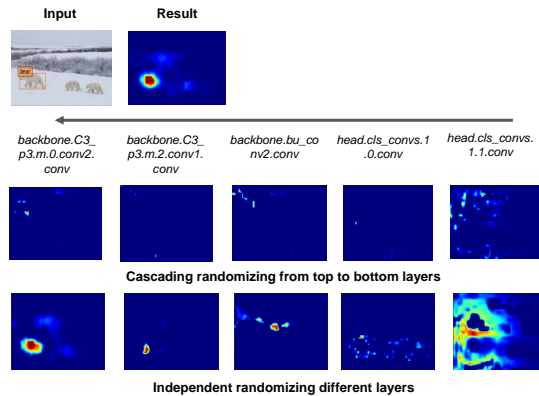 Input Result
bear
backbone.C3_ backbone.C3_ backbone.bu_co head.cls_convs.1 head.cls_convs.
p3.m.0.conv2. p3.m.2.conv1. nv2.conv .0.conv 1.1.conv
conv conv
Cascading randomizing from top to bottom layers
Independent randomizing different layers